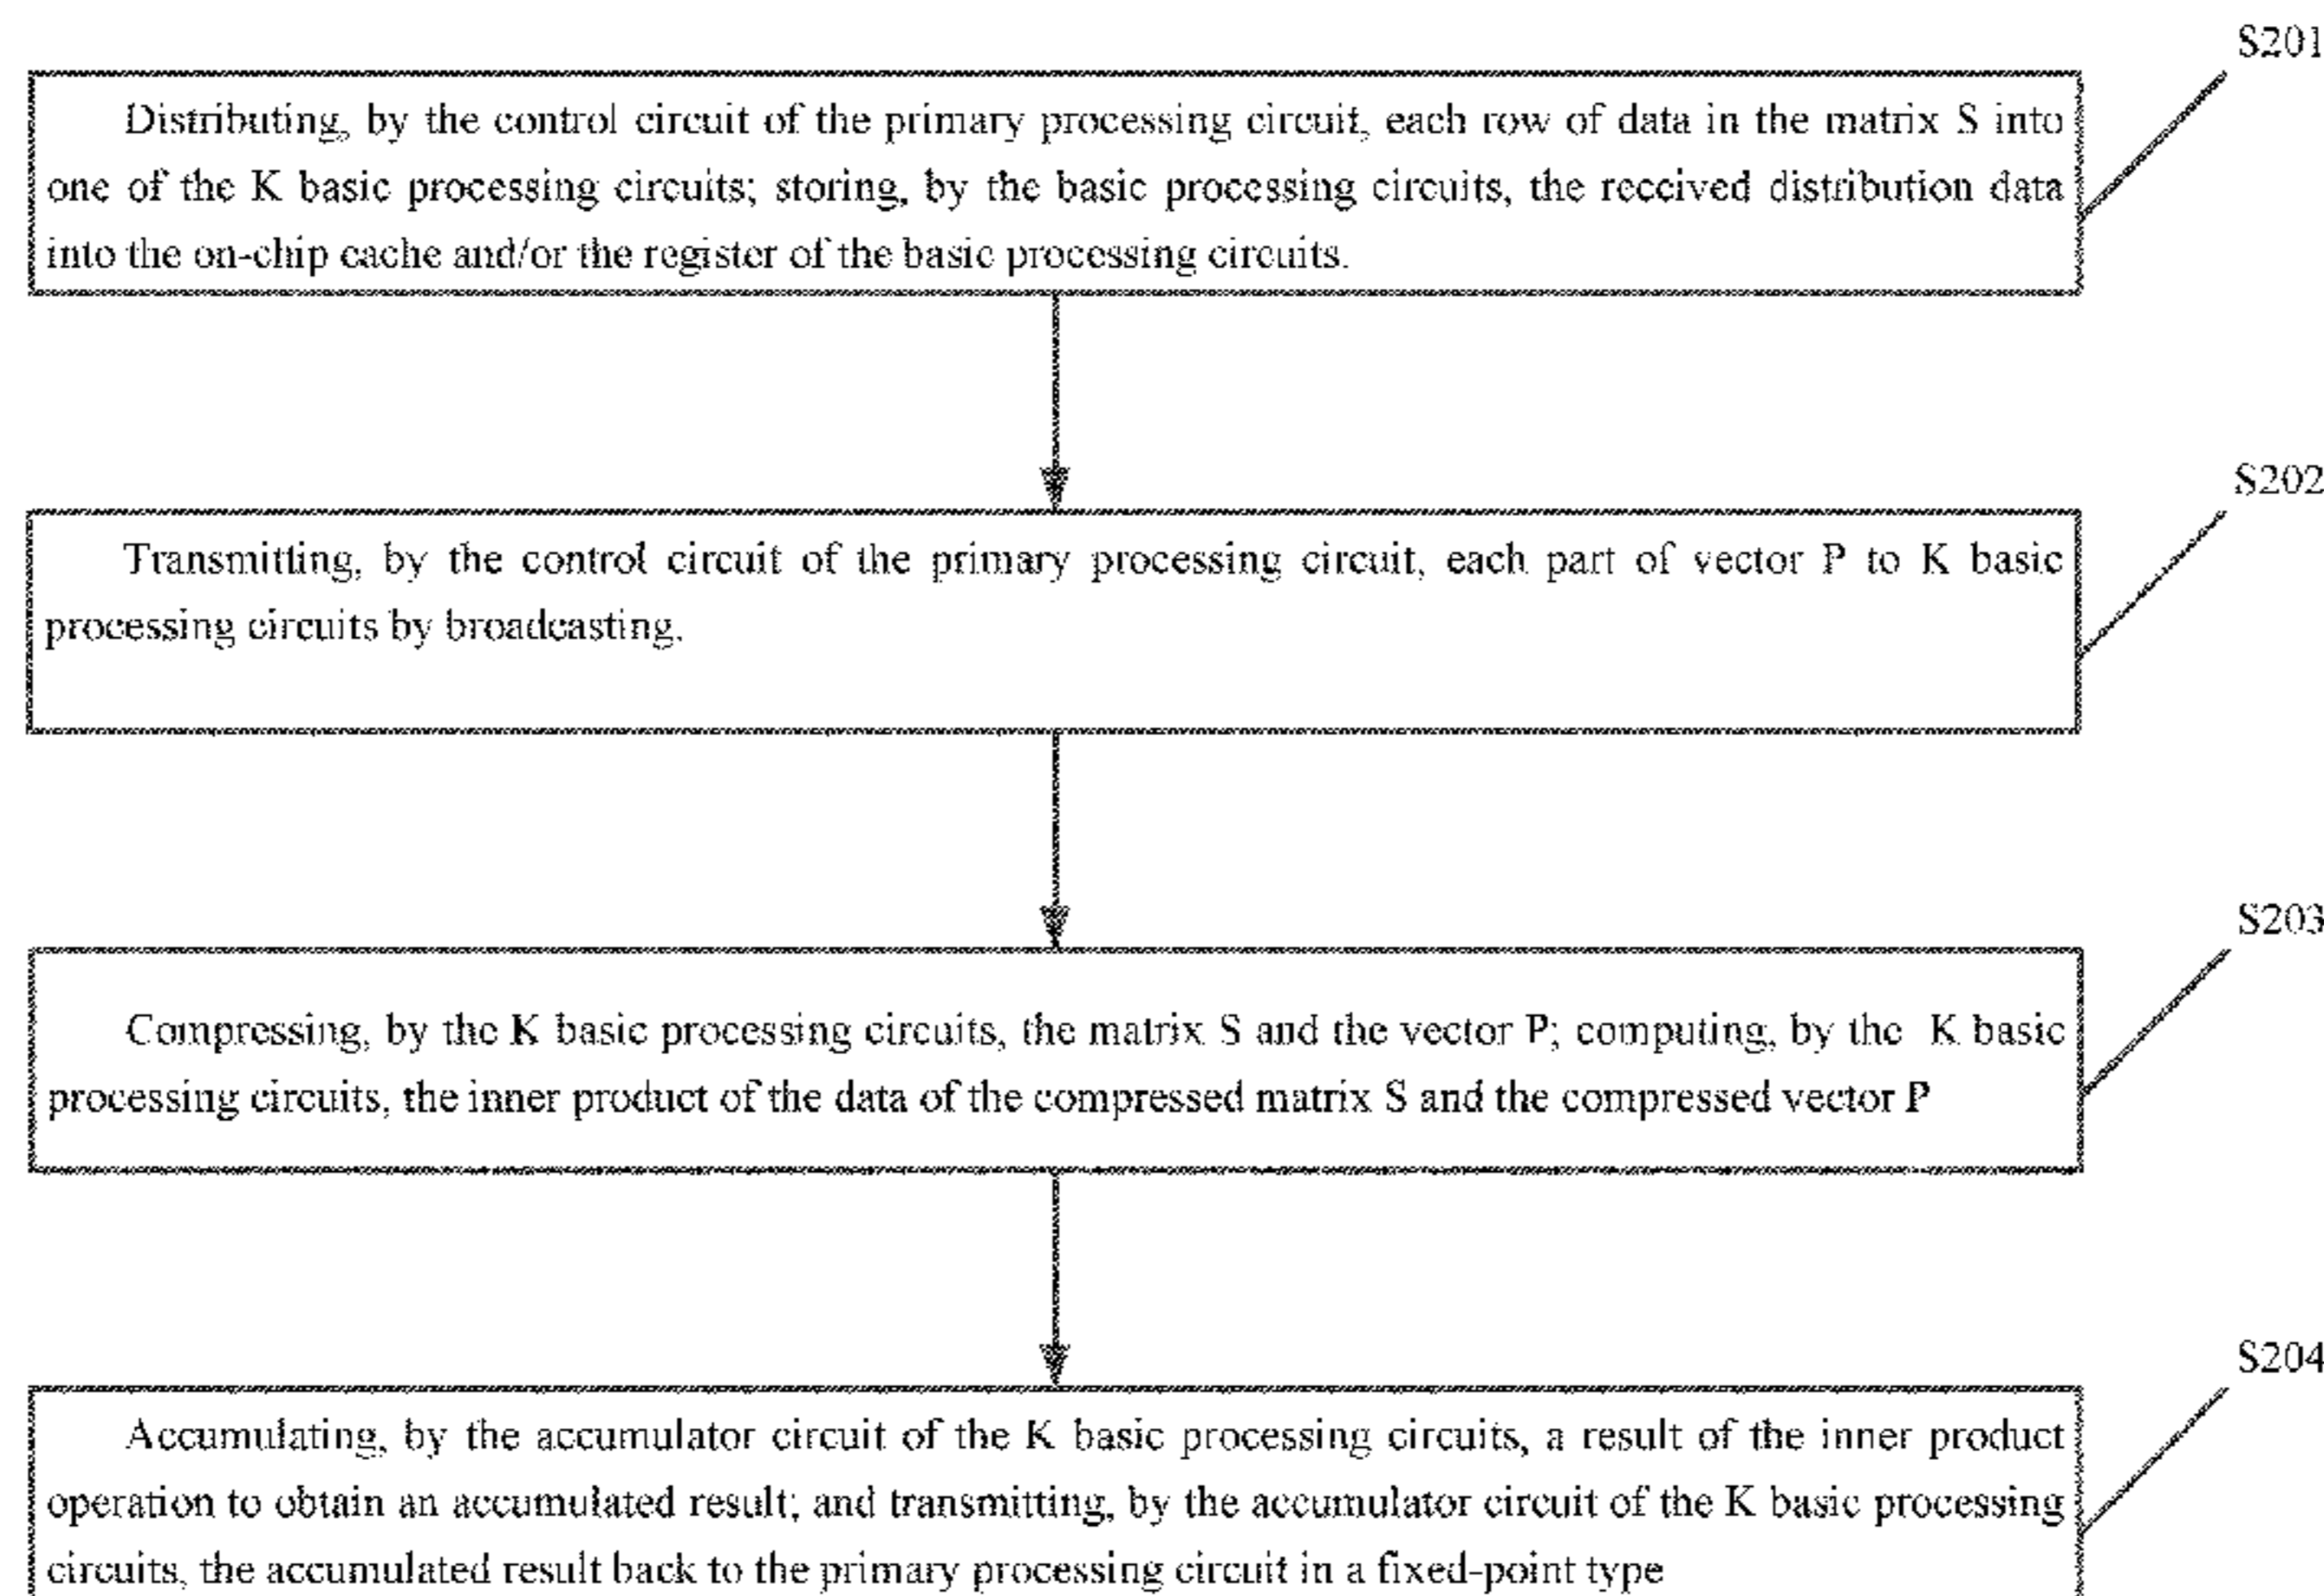 S201
Distributing, by the control circuit of the primary processing circuit, each row of data in the matrix S into
one of the K basic processing circuits; storing, by the basic processing circuits, the received distribution data
into the on-chip cache and/or the register of the basic processing circuits.
S202
Transmitting, by the control circuit of the primary processing circuit, each part of vector P to K basic
processing circuits by broadcasting.
S203
Compressing, by the K basic processing circuits, the matrix S and the vector P; computing, by the K basic
processing circuits, the inner product of the data of the compressed matrix S and the compressed vector P
S204
Accumulating, by the accumulator circuit of the K basic processing circuits, a result of the inner product
operation to obtain an accumulated result; and transmitting, by the accumulator circuit of the K basic processing
circuits, the accumulated result back to the primary processing circuit in a fixed-point type